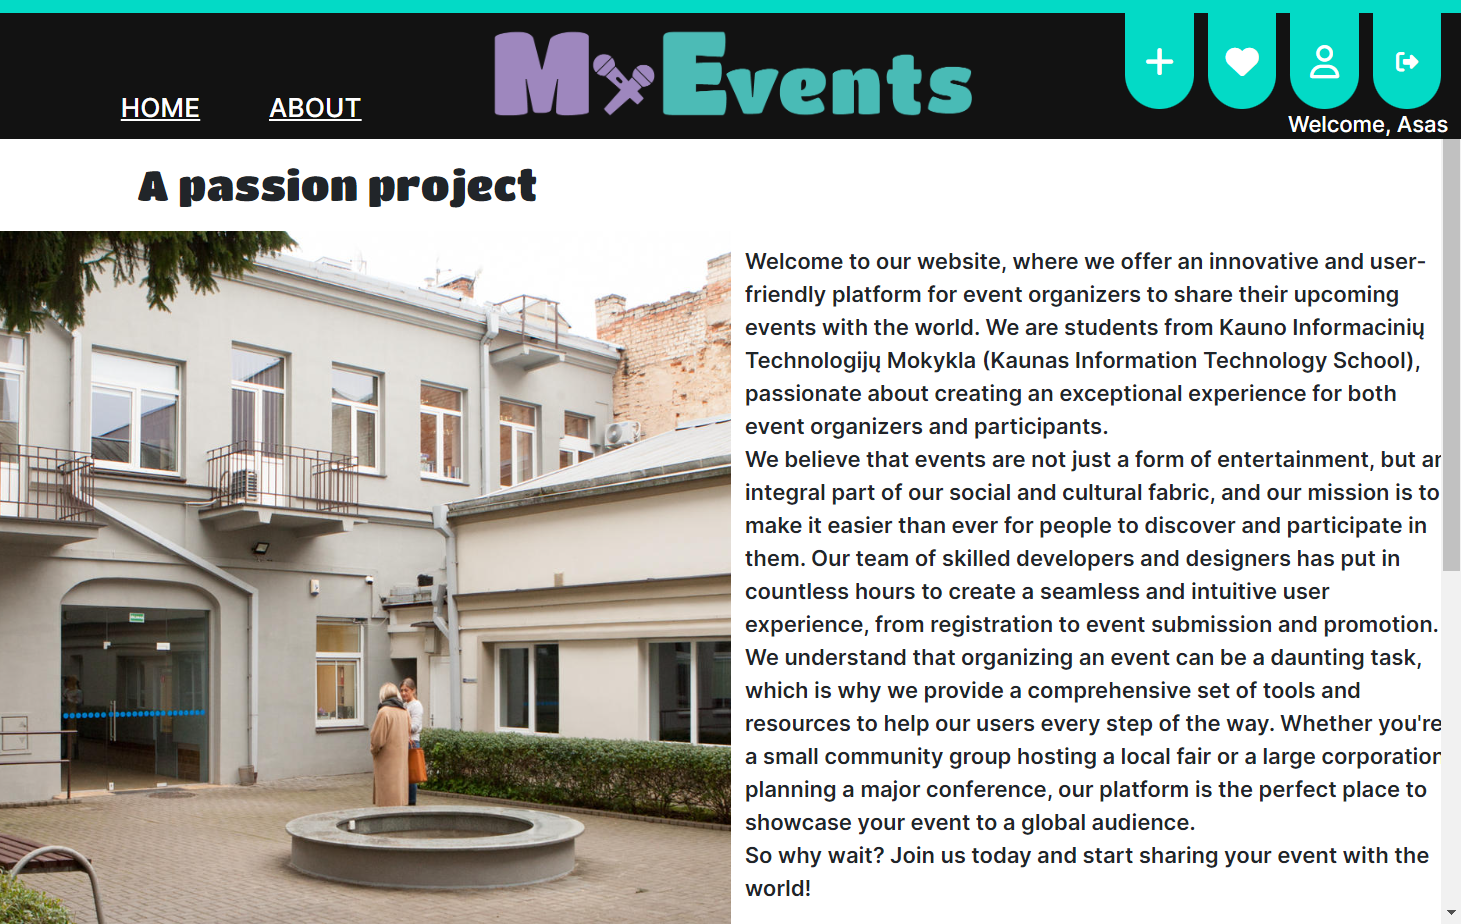 HOME
ABOUT
MxEvents
Welcome, Asas
A passion project
Welcome to our website, where we offer an innovative and user-
friendly platform for event organizers to share their upcoming
events with the world. We are students from Kauno Informacinių
Technologijų Mokykla (Kaunas Information Technology School),
passionate about creating an exceptional experience for both
event organizers and participants.
We believe that events are not just a form of entertainment, but an
integral part of our social and cultural fabric, and our mission is to
make it easier than ever for people to discover and participate in
them. Our team of skilled developers and designers has put in
countless hours to create a seamless and intuitive user
experience, from registration to event submission and promotion.
We understand that organizing an event can be a daunting task,
which is why we provide a comprehensive set of tools and
resources to help our users every step of the way. Whether you're
a small community group hosting a local fair or a large corporation
planning a major conference, our platform is the perfect place to
showcase your event to a global audience.
So why wait? Join us today and start sharing your event with the
world!